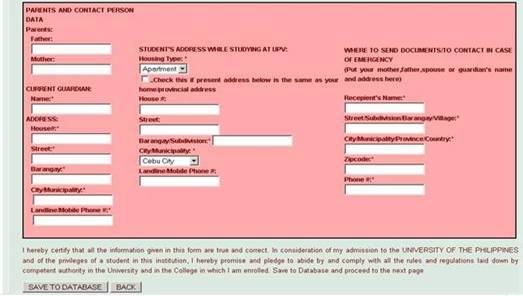 PARENTS AND CONTACT PERSON
DATA
Parents:
Father:
Mother:
CURRENT GUARDIAN:
Name:*
ADDRESS:
House#:*
Street:*
Barangay:*
City/Municipality:*
Landline/Mobile Phone #:*
STUDENT'S ADDRESS WHILE STUDYING AT UPV:
Housing Type: *
Apartment
..Check this if present address below is the same as your
home/provincial address
House #:
Street:
Barangay/Subdivision:*
City/Municipality: *
Cebu City
Landline/Mobile Phone #:
WHERE TO SEND DOCUMENTS/TO CONTACT IN CASE
OF EMERGENCY
(Put your mother,father,spouse or guardian's name
and address here)
Recepient's Name:*
Street/Subdivision/Barangay/Village:*
City/Municipality/Province/Country:*
Zipcode:*
Phone #:*
I hereby certify that all the information given in this form are true and correct. In consideration of my admission to the UNIVERSITY OF THE PHILIPPINES
and of the privileges of a student in this institution, I hereby promise and pledge to abide by and comply with all the rules and regulations laid down by
competent authority in the University and in the College in which I am enrolled. Save to Database and proceed to the next page
SAVE TO DATABASE
BACK